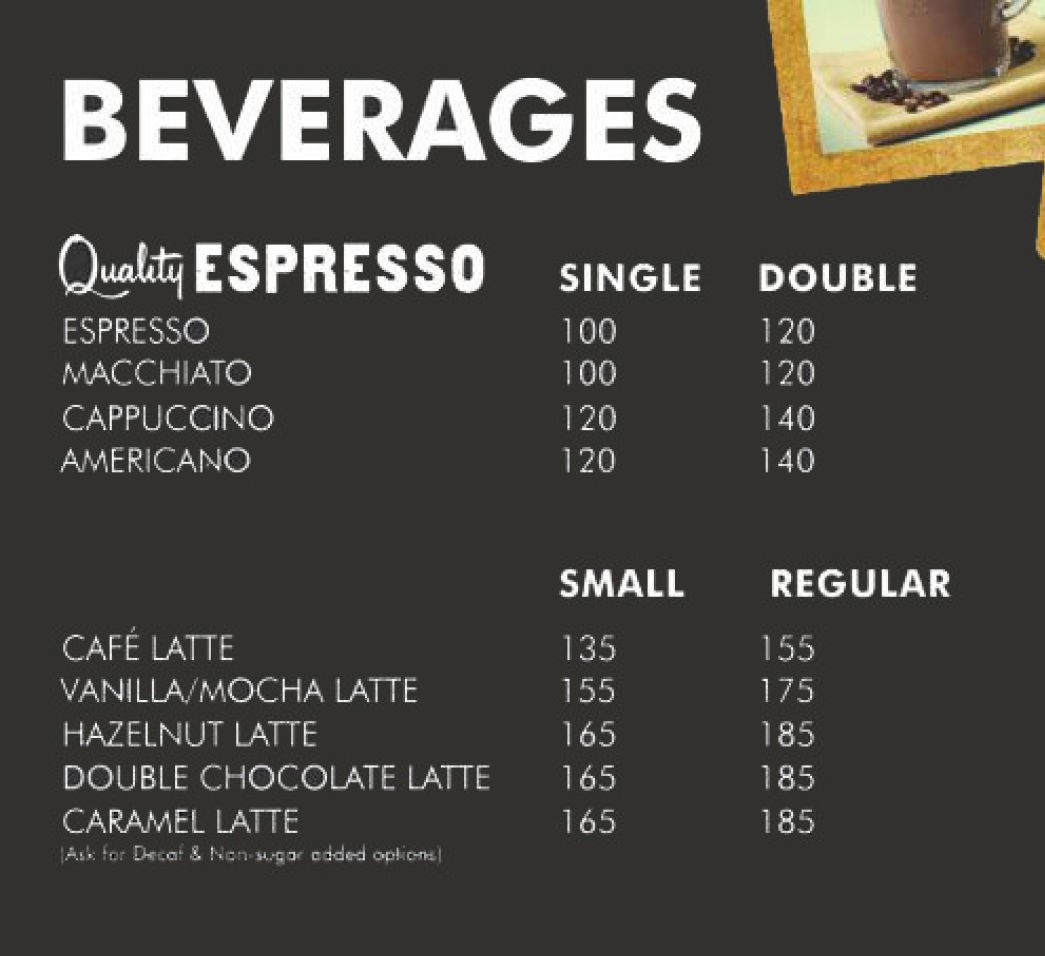 BEVERAGES
Quality ESPRESSO SINGLE DOUBLE
ESPRESSO 100 120
MACCHIATO 100 120
CAPPUCCINO 120 140
AMERICANO 120 140
SMALL REGULAR
CAFÉ LATTE 135 155
VANILLA/MOCHA LATTE 155 175
HAZELNUT LATTE 165 185
DOUBLE CHOCOLATE LATTE 165 185
CARAMEL LATTE 165 185
(Ask for Decaf & Non-sugar added options)